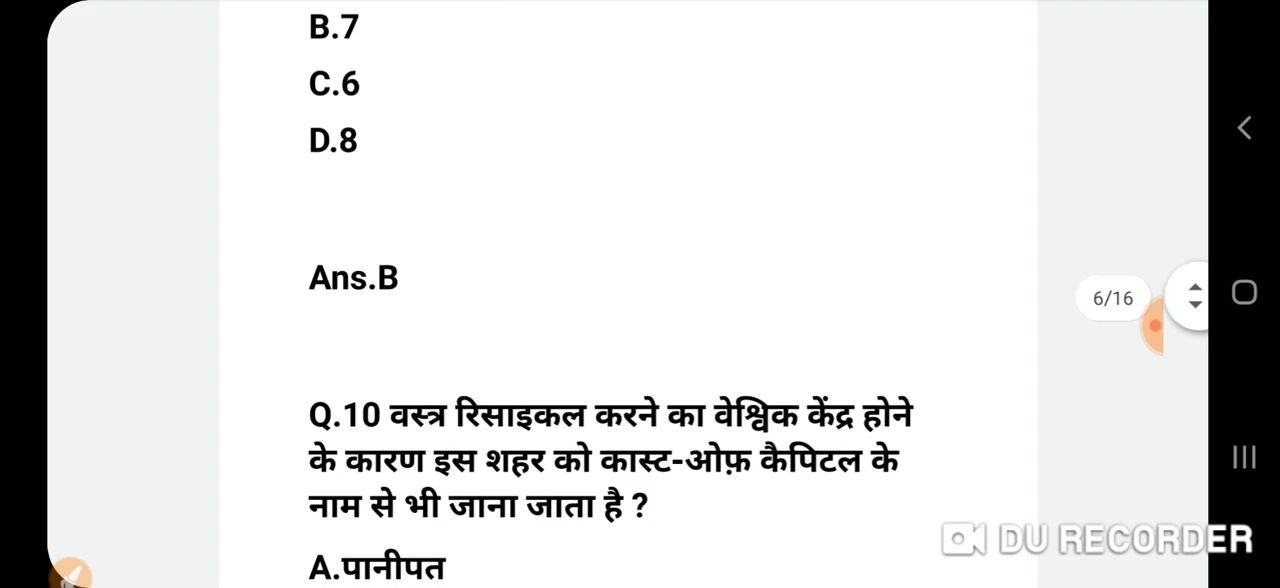 B.7
C.6
D.8
Ans.B
6/16
Q.10 वस्त्र रिसाइकल करने का वेश्विक केंद्र होने
के कारण इस शहर को कास्ट-ओफ़ कैपिटल के
नाम से भी जाना जाता है ?
A.पानीपत
DU RECORDER